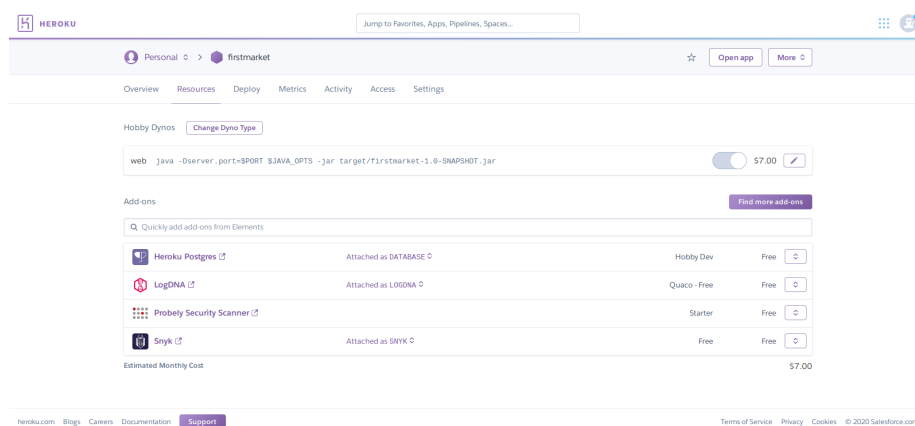 HEROKU
Jump to Favorites, Apps, Pipelines, Spaces...
Personal > firstmarket
Open app
More
Overview Resources Deploy Metrics Activity Access Settings
Hobby Dynos Change Dyno Type
web java -Dserver.port=$PORT $JAVA_OPTS -jar target/firstmarket-1.0-SNAPSHOT.jar $7.00
Add-ons Find more add-ons
Quickly add add-ons from Elements
Heroku Postgres Attached as DATABASE Hobby Dev Free
LogDNA Attached as LOGDNA Quaco - Free Free
Probely Security Scanner Starter Free
Snyk Attached as SNYK Free Free
Estimated Monthly Cost $7.00
heroku.com Blogs Careers Documentation Support Terms of Service Privacy Cookies © 2020 Salesforce.com